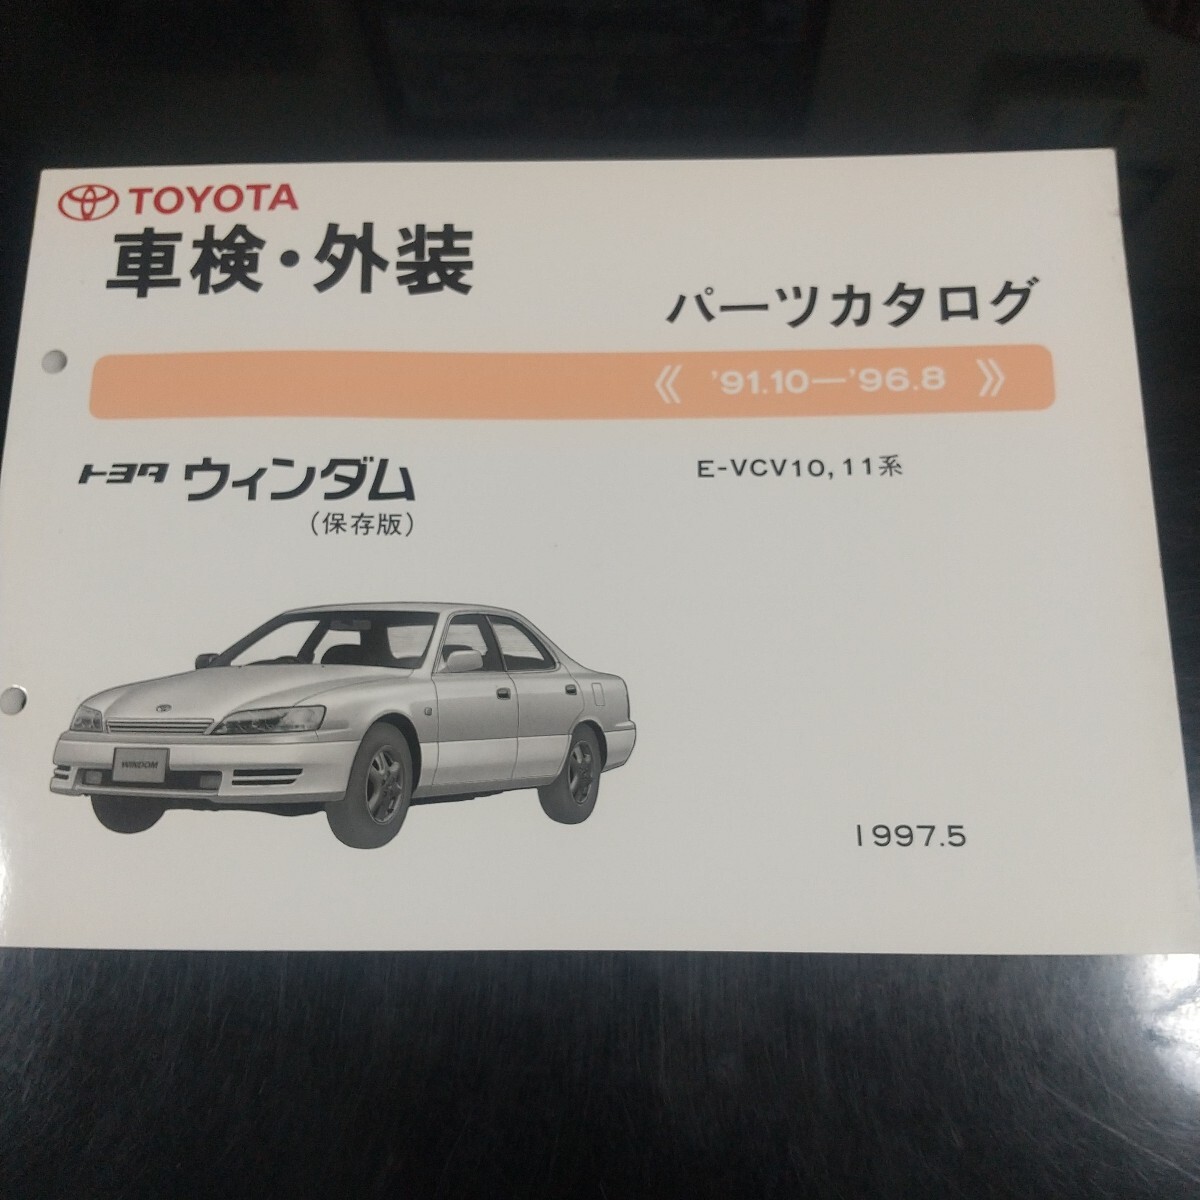 TOYOTA
車検・外装
パーツカタログ
《 '91.10—'96.8 》
トヨタ ウィンダム
(保存版)
E-VCV10, 11系
WINDOM
1997.5